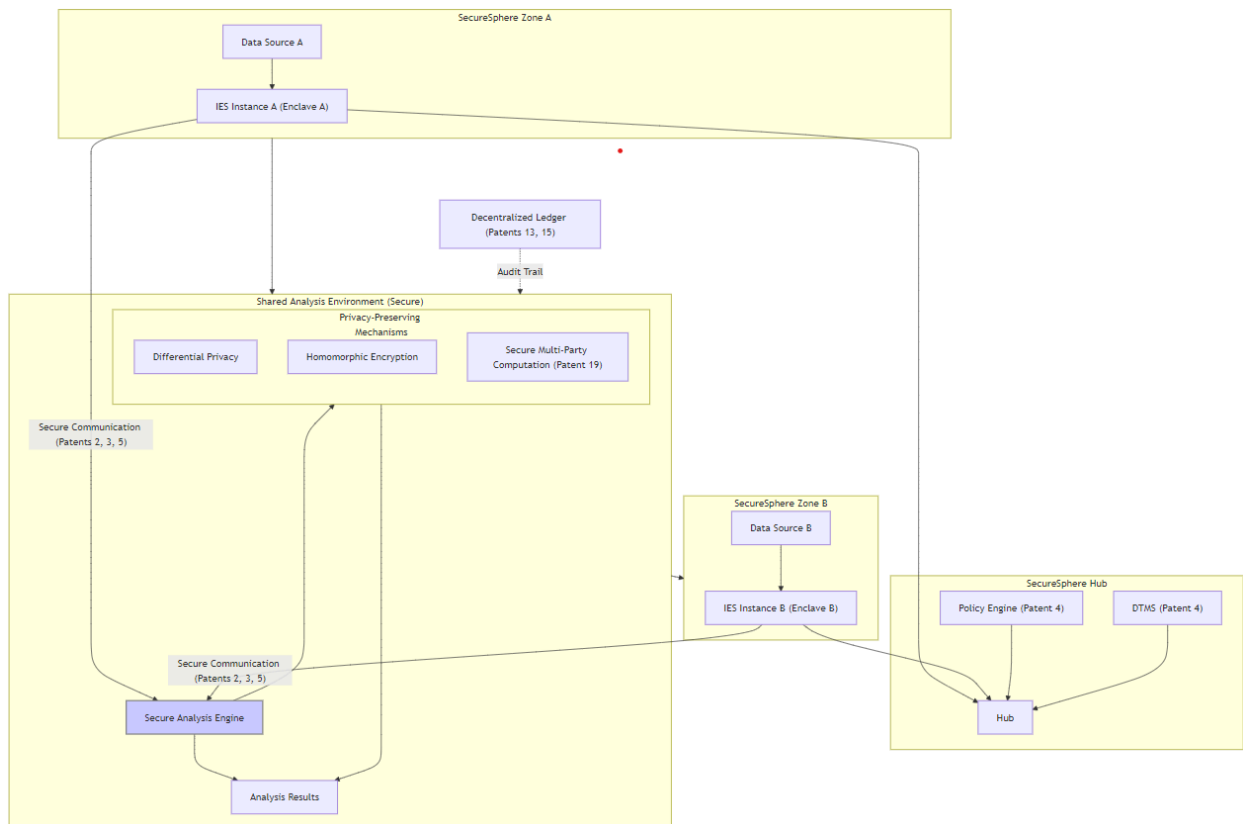 SecureSphere Zone A
Data Source A
IES Instance A (Enclave A)
Decentralized Ledger
(Patents 13, 15)
Audit Trail
Shared Analysis Environment (Secure)
Privacy-Preserving
Mechanisms
Differential Privacy
Homomorphic Encryption
Secure Multi-Party
Computation (Patent 19)
Secure Communication
(Patents 2, 3, 5)
SecureSphere Zone B
Data Source B
IES Instance B (Enclave B)
SecureSphere Hub
Policy Engine (Patent 4)
DTMS (Patent 4)
Secure Communication
(Patents 2, 3, 5)
Secure Analysis Engine
Hub
Analysis Results